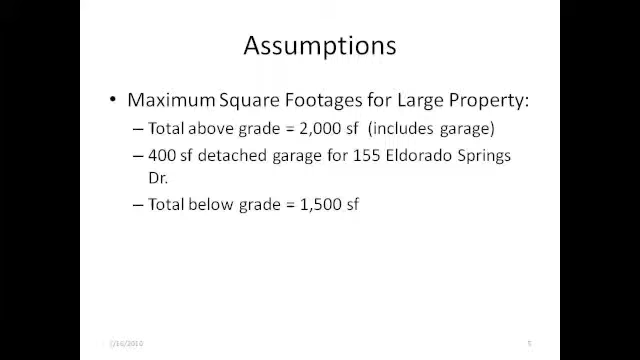 Assumptions
• Maximum Square Footages for Large Property:
– Total above grade = 2,000 sf (includes garage)
– 400 sf detached garage for 155 Eldorado Springs
Dr.
– Total below grade = 1,500 sf
5